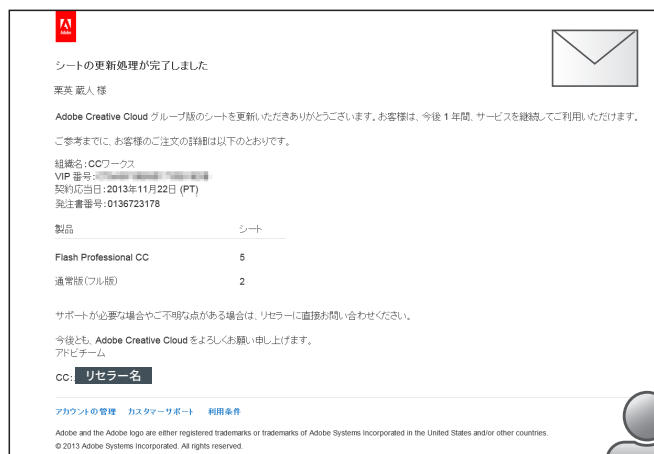 Adobe
シートの更新処理が完了しました
栗英 蔵人 様
Adobe Creative Cloud グループ版のシートを更新いただきありがとうございます。お客様は、今後 1 年間、サービスを継続してご利用いただけます。
ご参考までに、お客様のご注文の詳細は以下のとおりです。
組織名:CCワークス
VIP 番号:
契約応当日:2013年11月22日 (PT)
発注書番号:0136723178
製品 シート
Flash Professional CC 5
通常版(フル版) 2
サポートが必要な場合やご不明な点がある場合は、リセラーに直接お問い合わせください。
今後とも、Adobe Creative Cloud をよろしくお願い申し上げます。
アドビチーム
CC: リセラー名
アカウントの管理 カスタマーサポート 利用条件
Adobe and the Adobe logo are either registered trademarks or trademarks of Adobe Systems Incorporated in the United States and/or other countries.
© 2013 Adobe Systems Incorporated. All rights reserved.